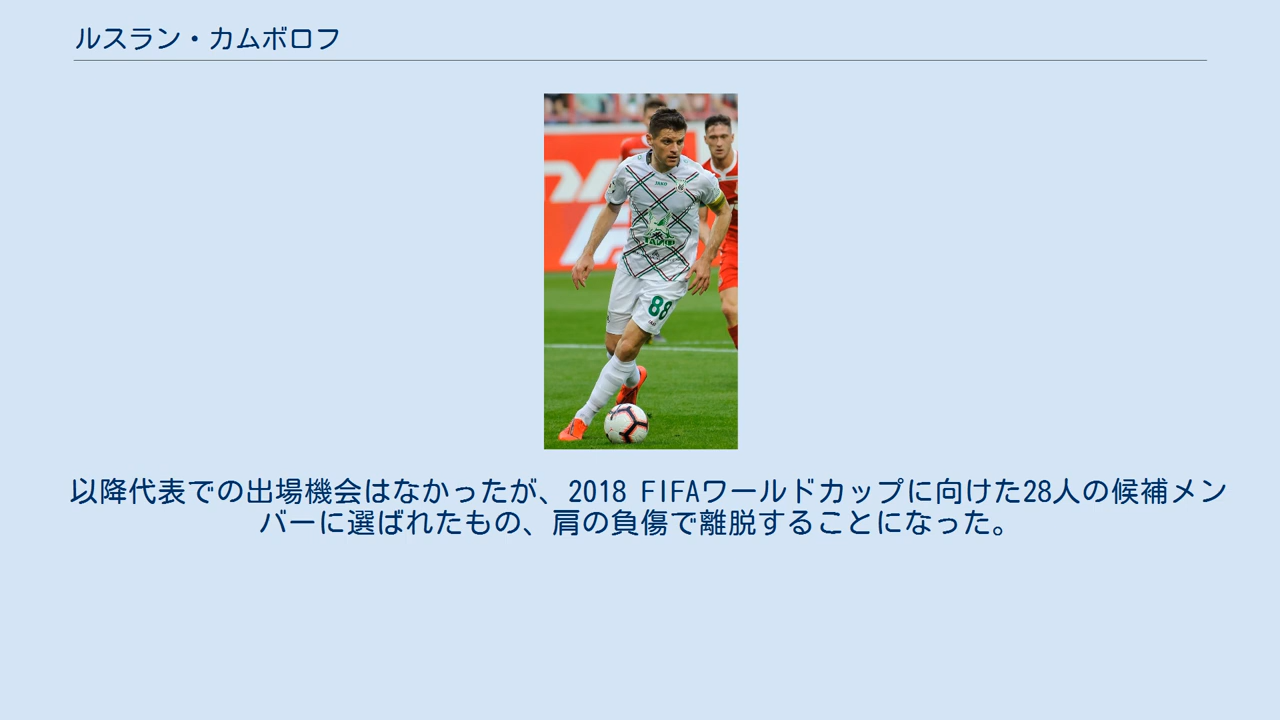 ルスラン・カムボロフ
JAKO
88
以降代表での出場機会はなかったが、2018 FIFAワールドカップに向けた28人の候補メン
バーに選ばれたもの、肩の負傷で離脱することになった。